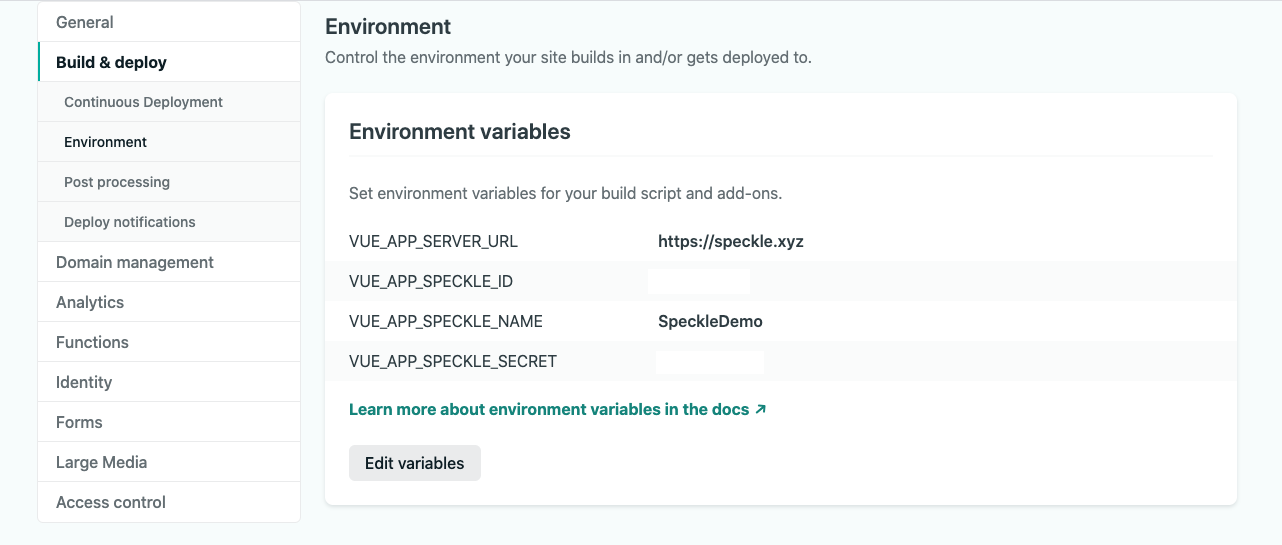 General
Build & deploy
Continuous Deployment
Environment
Post processing
Deploy notifications
Domain management
Analytics
Functions
Identity
Forms
Large Media
Access control
Environment
Control the environment your site builds in and/or gets deployed to.
Environment variables
Set environment variables for your build script and add-ons.
VUE_APP_SERVER_URL https://speckle.xyz
VUE_APP_SPECKLE_ID
VUE_APP_SPECKLE_NAME SpeckleDemo
VUE_APP_SPECKLE_SECRET
Learn more about environment variables in the docs ↗
Edit variables